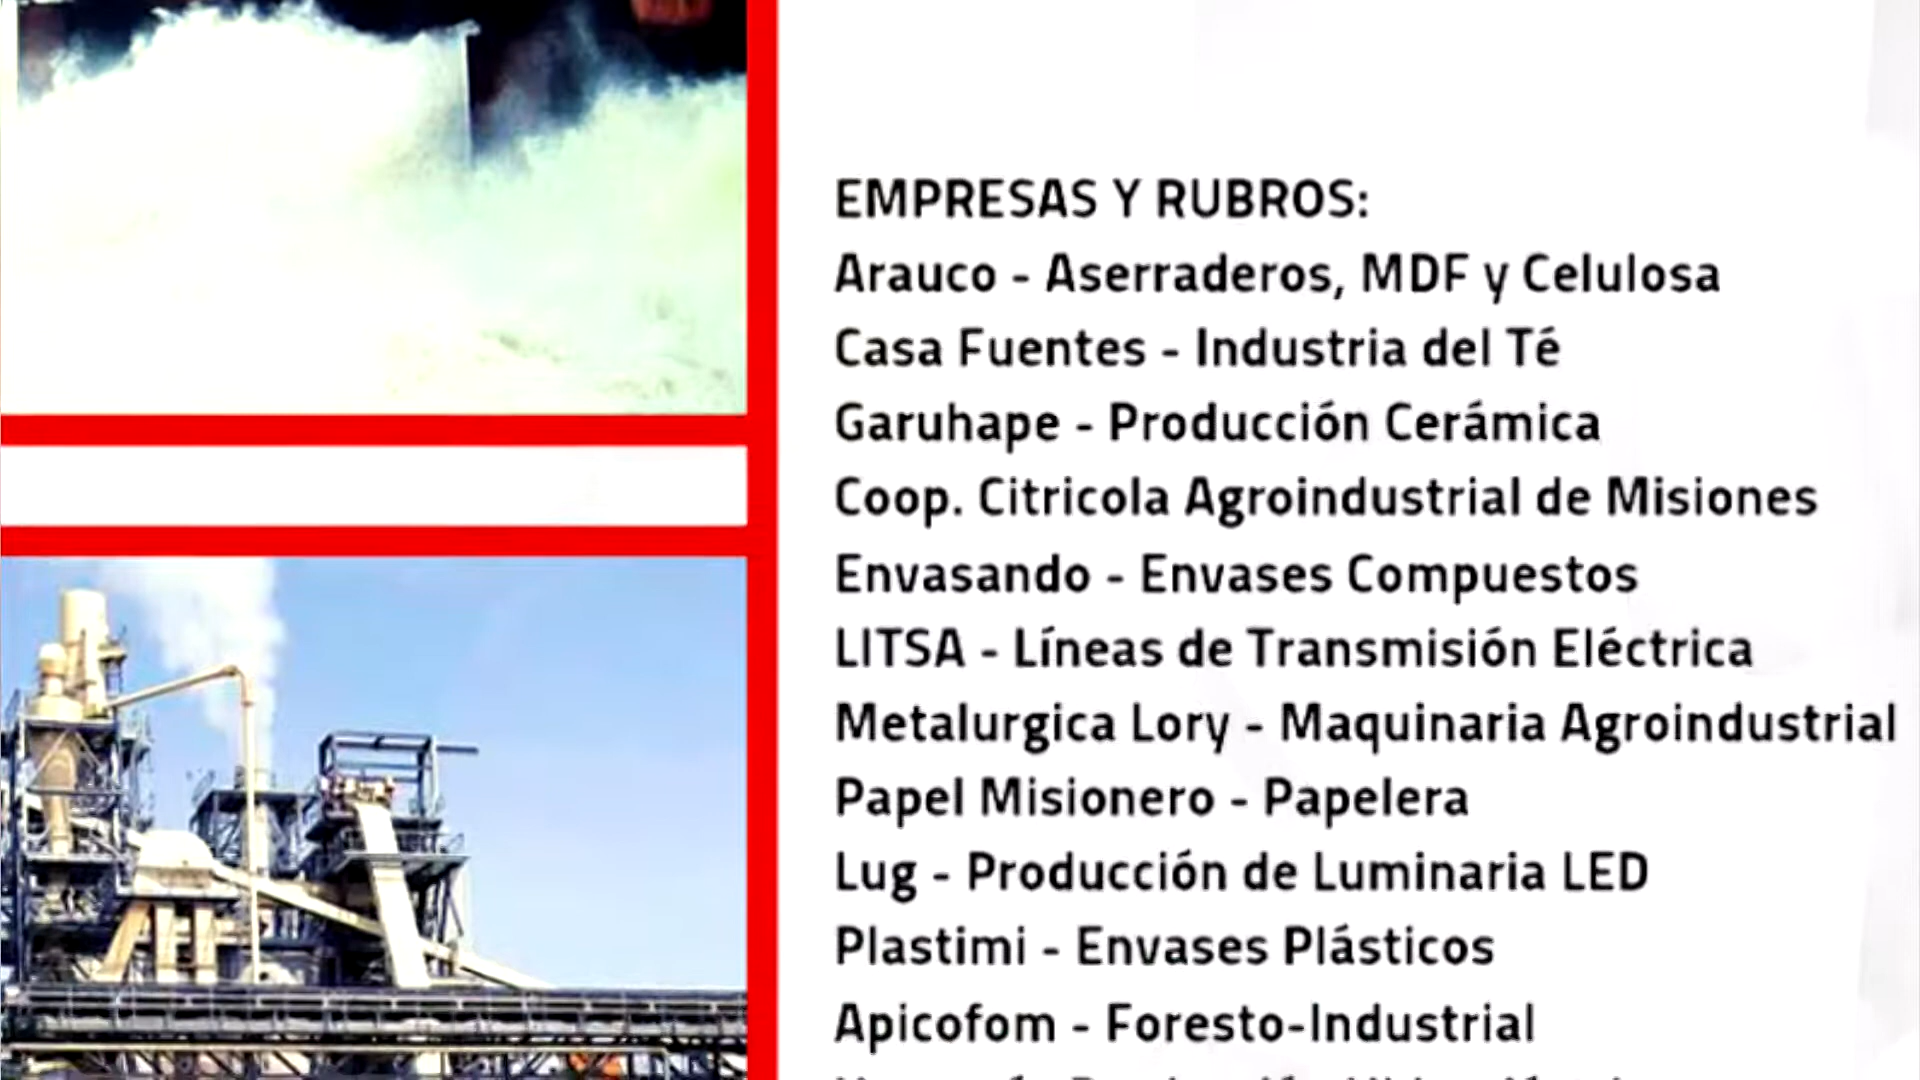 EMPRESAS Y RUBROS:
Arauco - Aserraderos, MDF y Celulosa
Casa Fuentes - Industria del Té
Garuhape - Producción Cerámica
Coop. Citricola Agroindustrial de Misiones
Envasando - Envases Compuestos
LITSA - Líneas de Transmisión Eléctrica
Metalurgica Lory - Maquinaria Agroindustrial
Papel Misionero - Papelera
Lug - Producción de Luminaria LED
Plastimi - Envases Plásticos
Apicofom - Foresto-Industrial